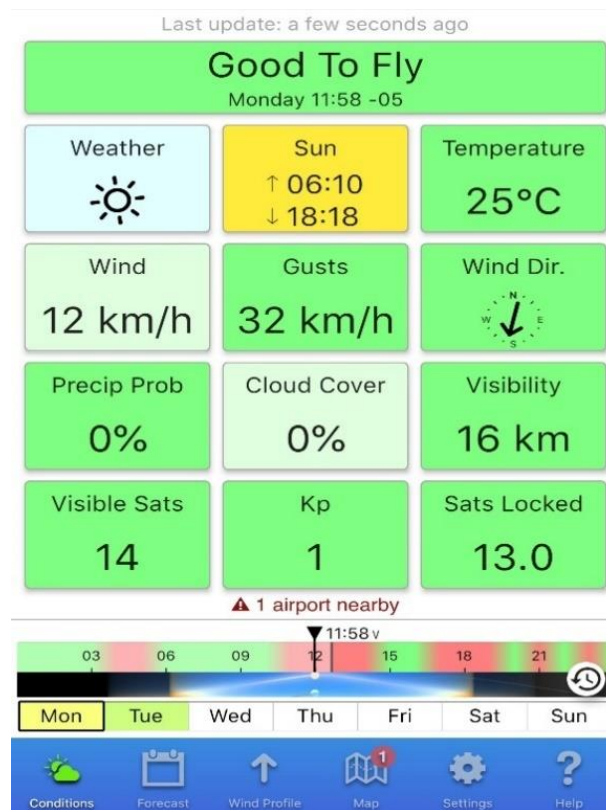 Last update: a few seconds ago
Good To Fly
Monday 11:58 -05
Weather
Sun
↑ 06:10
↓ 18:18
Temperature
25°C
Wind
12 km/h
Gusts
32 km/h
Wind Dir.
N
W E
S
Precip Prob
0%
Cloud Cover
0%
Visibility
16 km
Visible Sats
14
Kp
1
Sats Locked
13.0
1 airport nearby
11:58 v
03 06 09 12 15 18 21
Mon Tue Wed Thu Fri Sat Sun
1
Conditions Forecast Wind Profile Map Settings Help